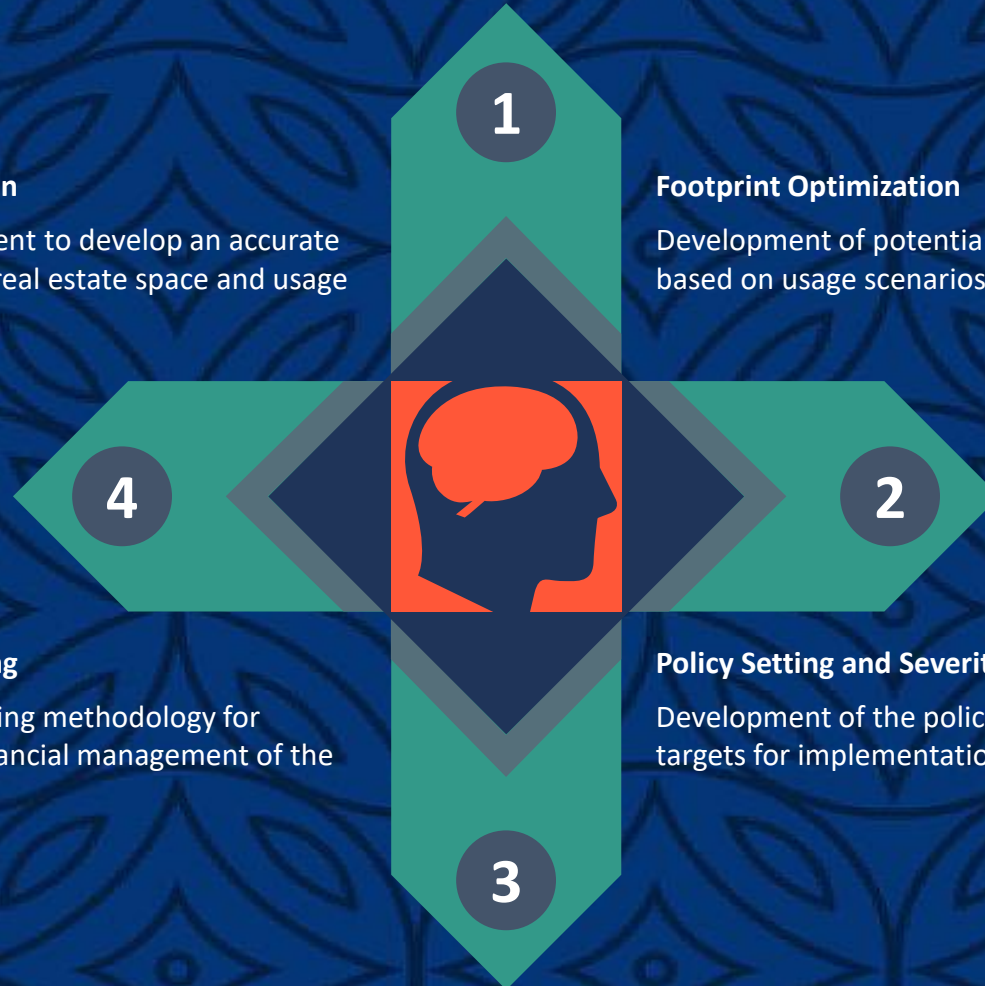 1
n
ent to develop an accurate
real estate space and usage
Footprint Optimization
Development of potentia
based on usage scenarios
4
2
g
ing methodology for
ancial management of the
Policy Setting and Severit
Development of the polic
targets for implementatio
3